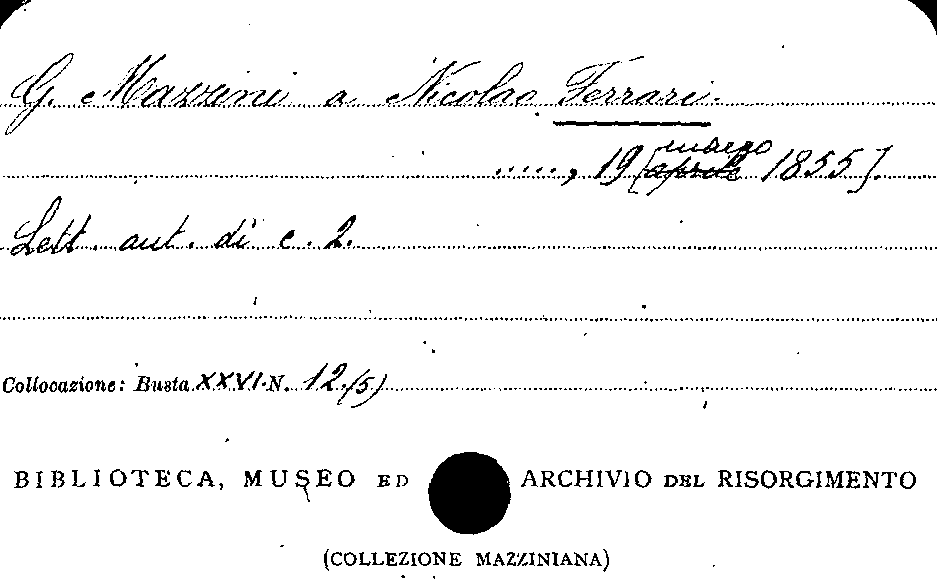 G. Mazzini a Nicolao Ferrari.
....., 19 [marzo aprile 1855].
Lett. aut. di c. 2.
Collocazione: Busta XXVI. N. 12.(5)
BIBLIOTECA, MUSEO ED ARCHIVIO DEL RISORGIMENTO
(COLLEZIONE MAZZINIANA)